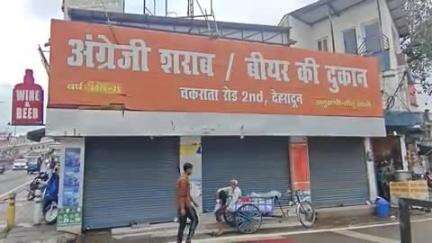 अंग्रेजी शराब / बीयर की दुकान
चकराता रोड 2nd, देहरादून
WINE
&
BEER